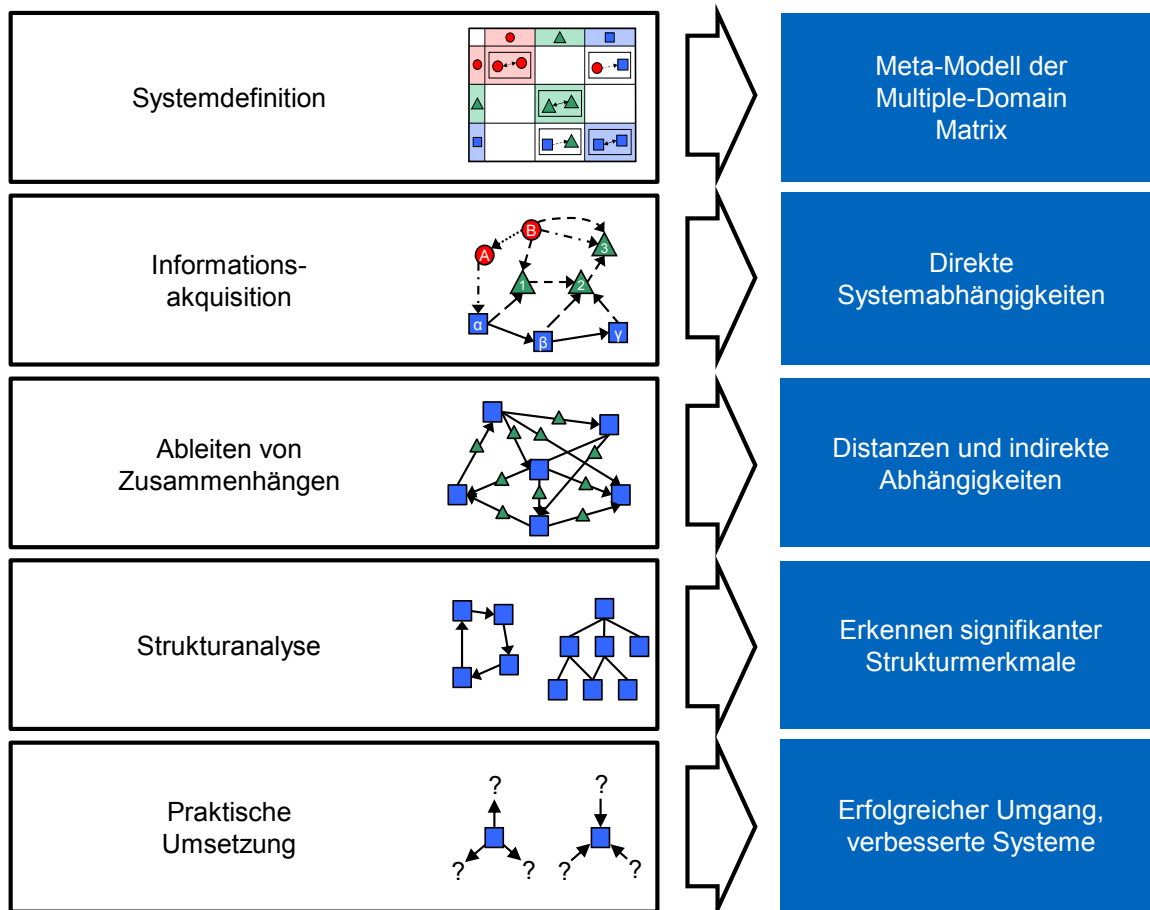 Systemdefinition
Meta-Modell der
Multiple-Domain
Matrix
Informations-
akquisition
B
A
3
1
2
α
β
γ
Direkte
Systemabhängigkeiten
Ableiten von
Zusammenhängen
Distanzen und indirekte
Abhängigkeiten
Strukturanalyse
Erkennen signifikanter
Strukturmerkmale
Praktische
Umsetzung
?
?
?
?
?
?
Erfolgreicher Umgang,
verbesserte Systeme